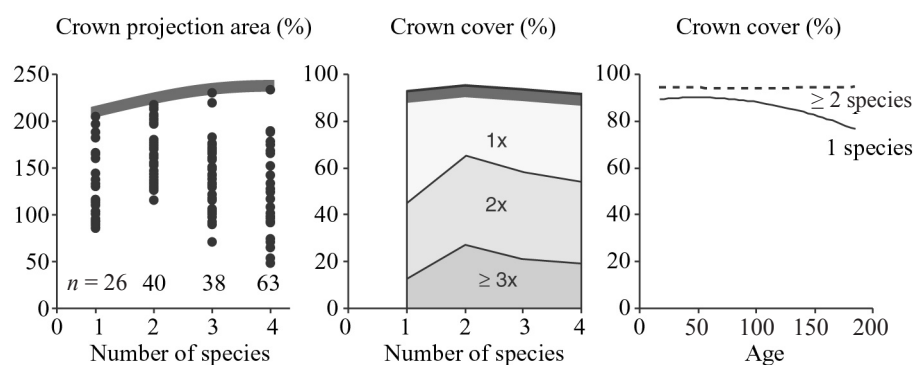 Crown projection area (%)
250
200
150
100
50
0
n = 26 40 38 63
0 1 2 3 4
Number of species
Crown cover (%)
100
80
60
40
20
0
1x
2x
≥ 3x
0 1 2 3 4
Number of species
Crown cover (%)
100
80
60
40
20
0
≥ 2 species
1 species
0 50 100 150 200
Age